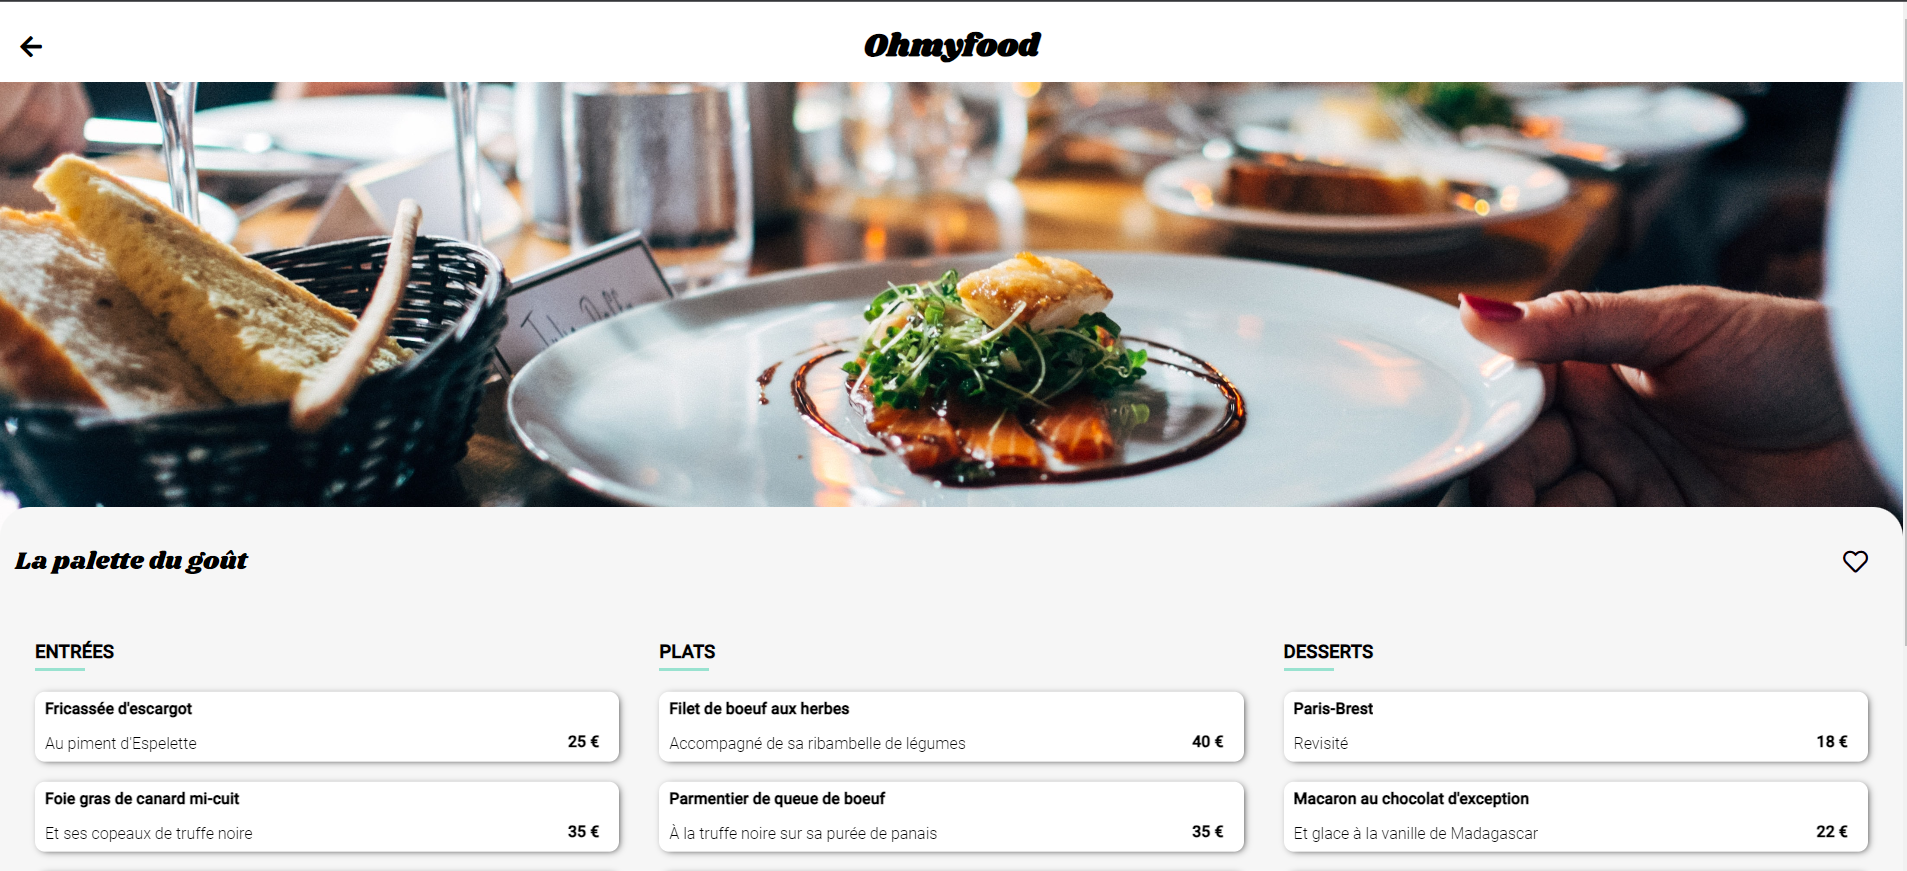 Ohmyfood
La palette du goût
ENTRÉES
Fricassée d'escargot
Au piment d'Espelette
25 €
Foie gras de canard mi-cuit
Et ses copeaux de truffe noire
35 €
PLATS
Filet de boeuf aux herbes
Accompagné de sa ribambelle de légumes
40 €
Parmentier de queue de boeuf
À la truffe noire sur sa purée de panais
35 €
DESSERTS
Paris-Brest
Revisité
18 €
Macaron au chocolat d'exception
Et glace à la vanille de Madagascar
22 €